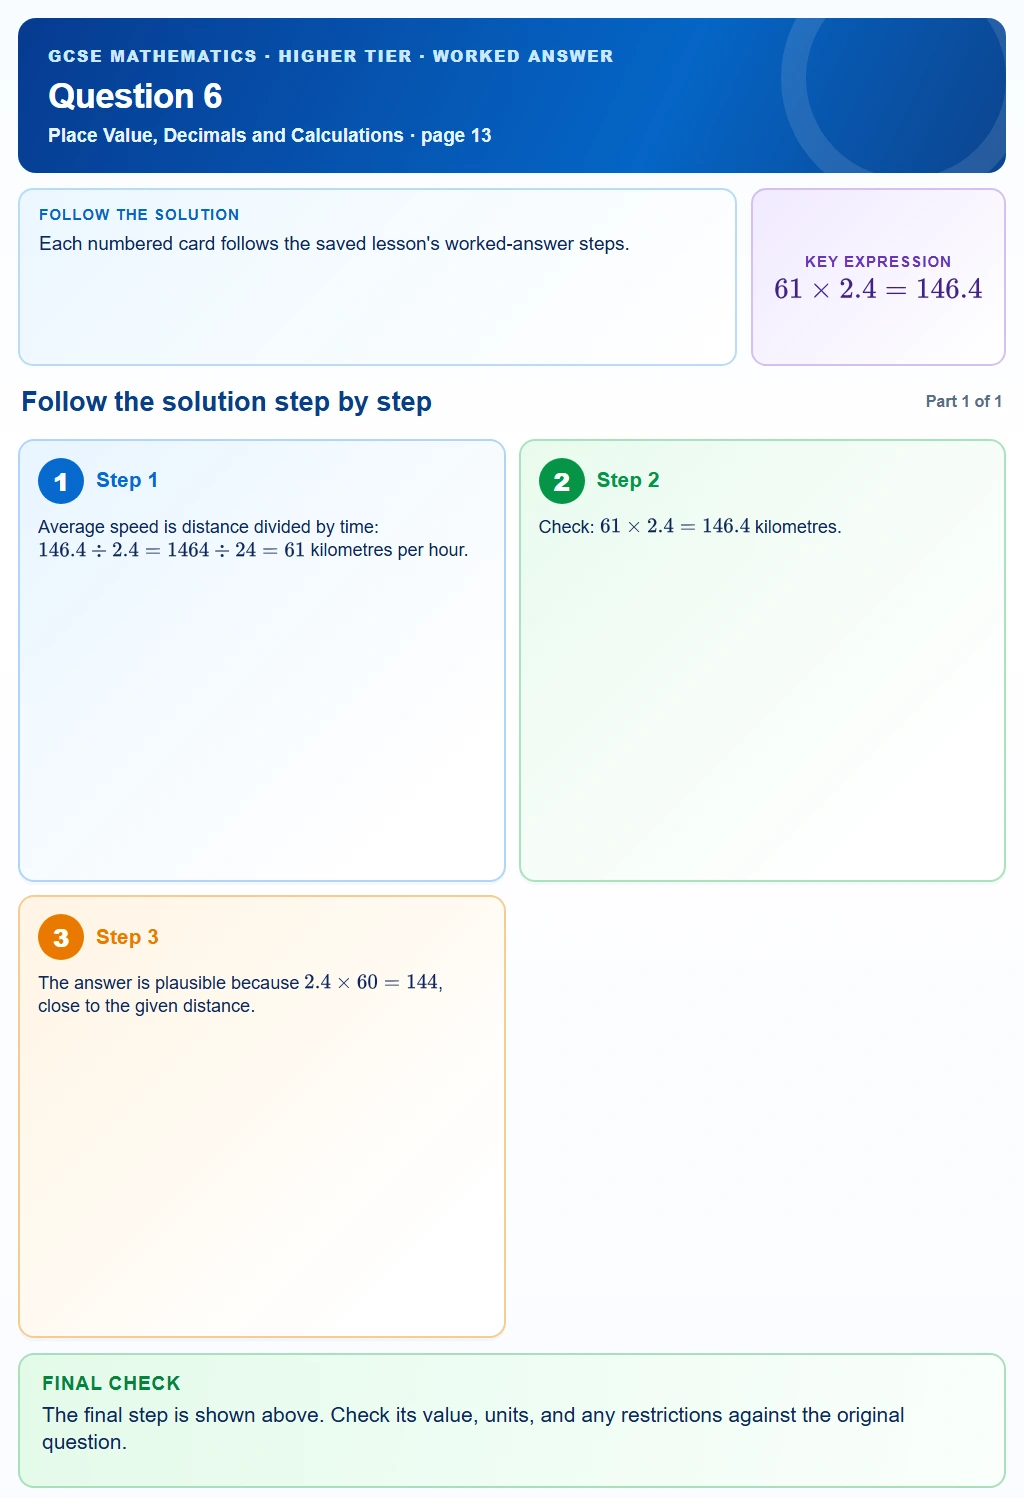 GCSE MATHEMATICS · HIGHER TIER · WORKED ANSWER
Question 6
Place Value, Decimals and Calculations · page 13
FOLLOW THE SOLUTION
Each numbered card follows the saved lesson's worked-answer steps.
KEY EXPRESSION
61 × 2.4 = 146.4
Follow the solution step by step
Part 1 of 1
1 Step 1
Average speed is distance divided by time:
146.4 ÷ 2.4 = 1464 ÷ 24 = 61 kilometres per hour.
2 Step 2
Check: 61 × 2.4 = 146.4 kilometres.
3 Step 3
The answer is plausible because 2.4 × 60 = 144,
close to the given distance.
FINAL CHECK
The final step is shown above. Check its value, units, and any restrictions against the original
question.